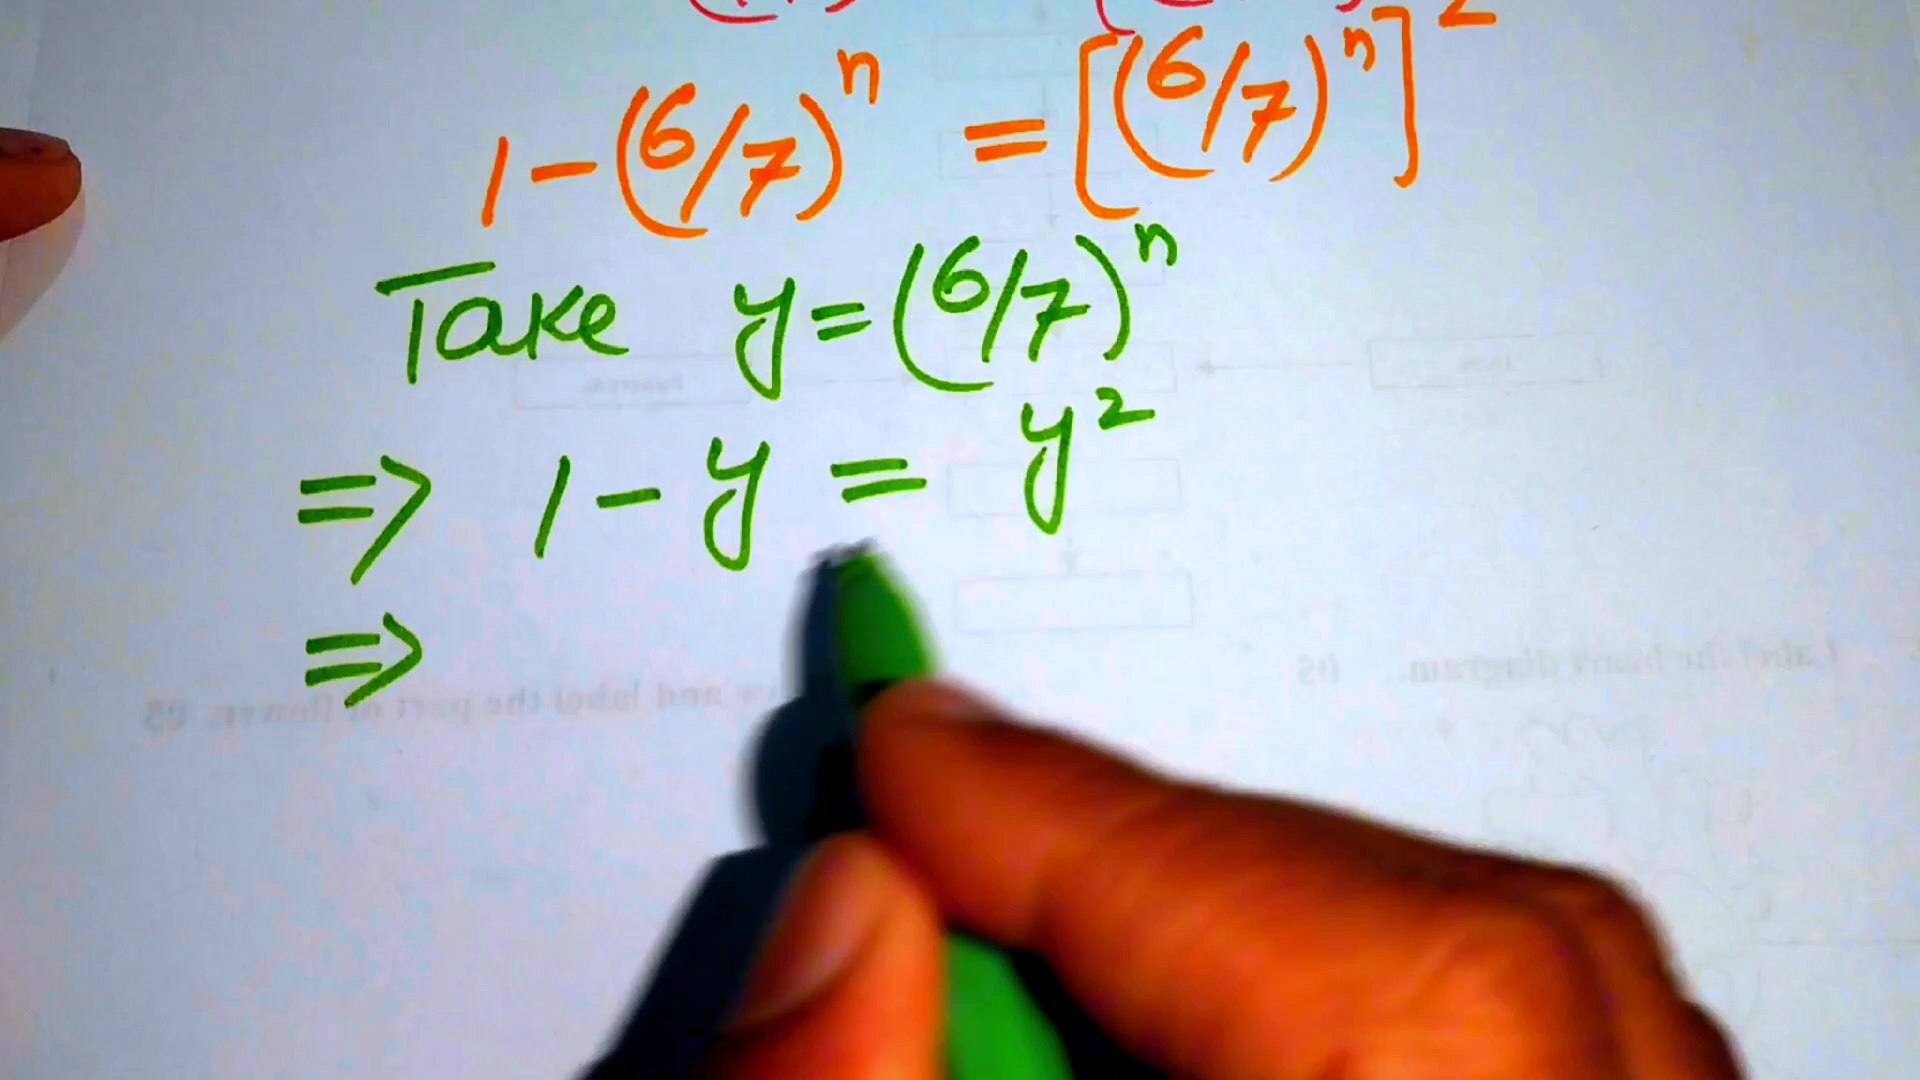 1-(6/7)^n = [(6/7)^n]^2
Take y=(6/7)^n
=> 1-y = y^2
=>